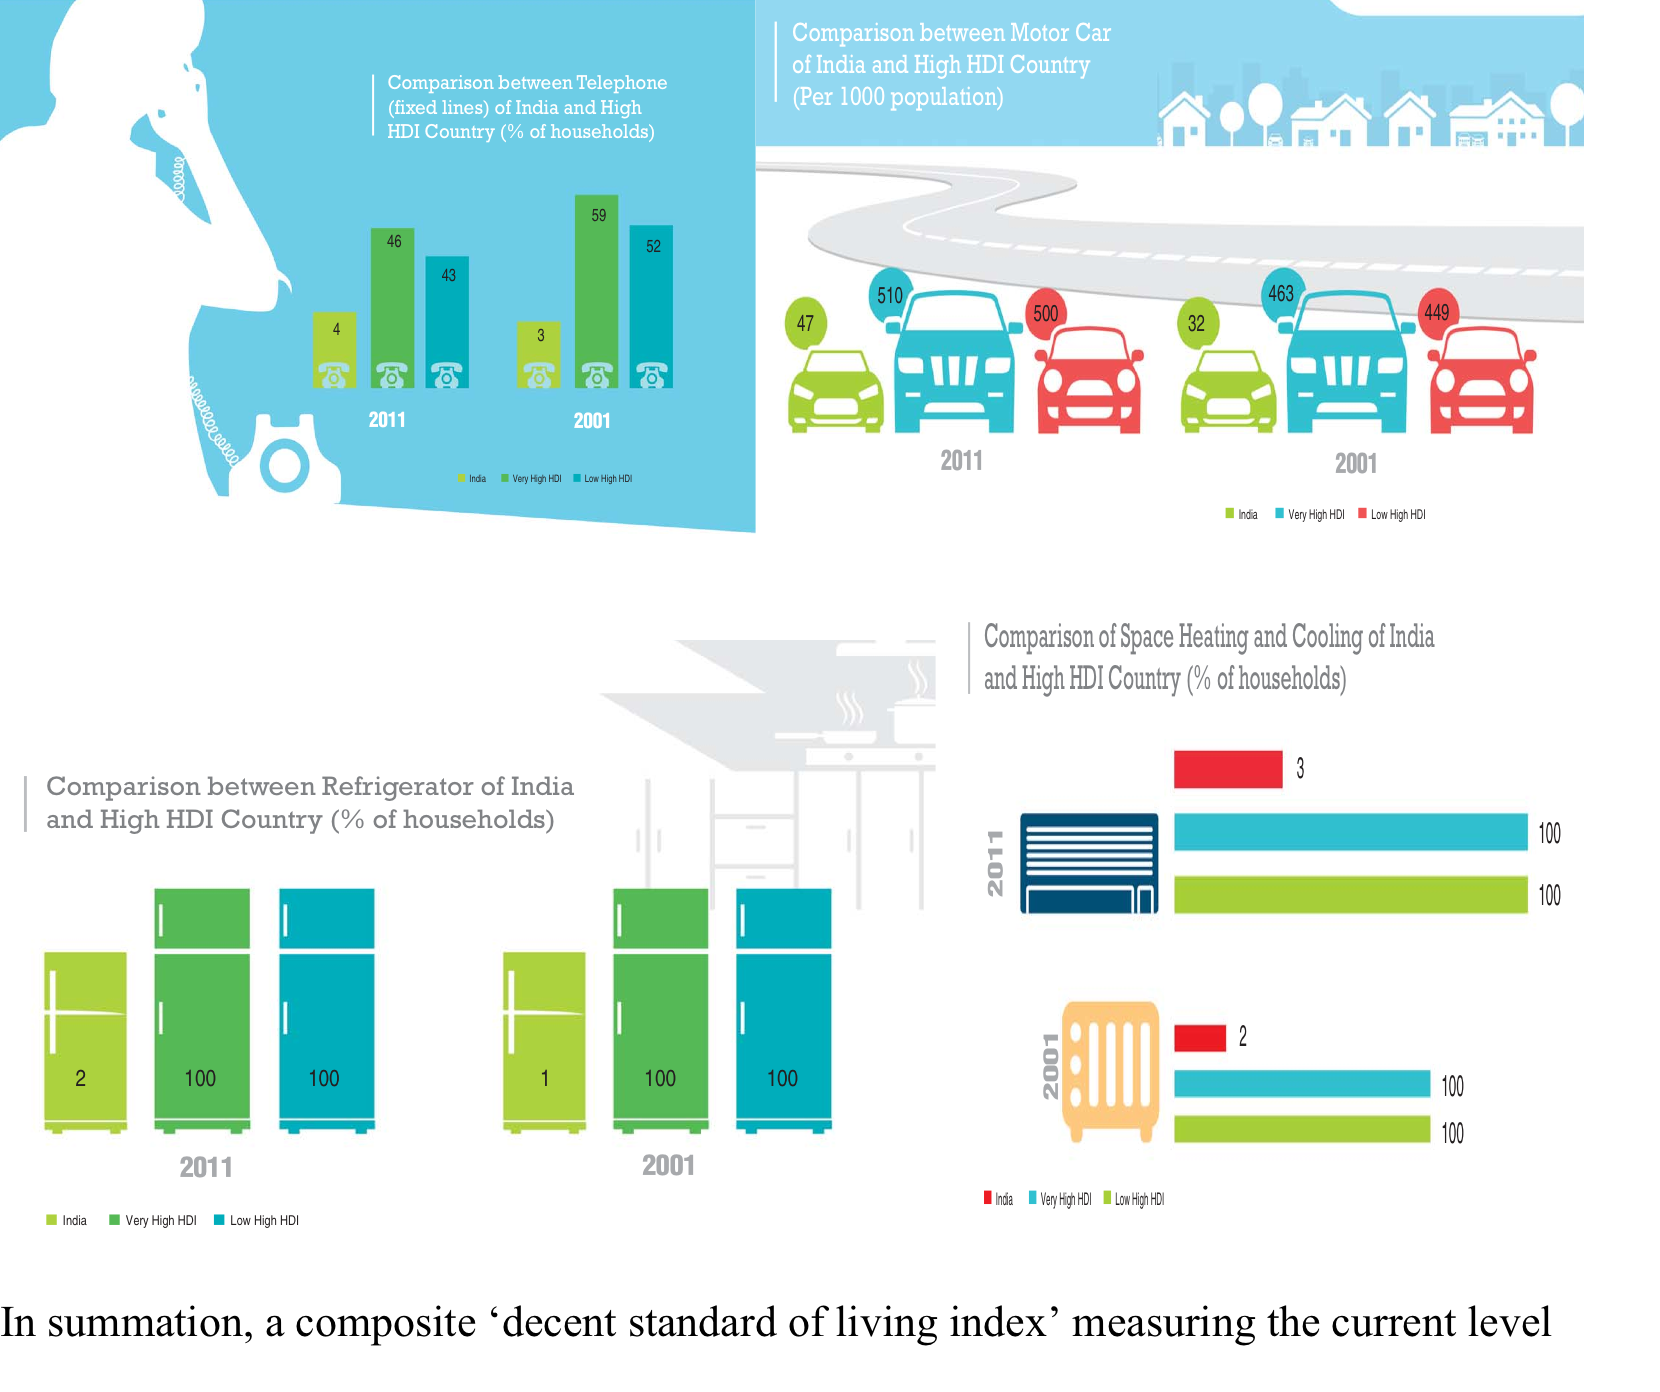 Comparison between Telephone
(fixed lines) of India and High
HDI Country (% of households)
4
46
43
3
59
52
2011
2001
India
Very High HDI
Low High HDI
Comparison between Motor Car
of India and High HDI Country
(Per 1000 population)
47
510
500
32
463
449
2011
2001
India
Very High HDI
Low High HDI
Comparison between Refrigerator of India
and High HDI Country (% of households)
2
100
100
1
100
100
2011
2001
India
Very High HDI
Low High HDI
Comparison of Space Heating and Cooling of India
and High HDI Country (% of households)
2011
3
100
100
2001
2
100
100
India
Very High HDI
Low High HDI
In summation, a composite ‘decent standard of living index’ measuring the current level